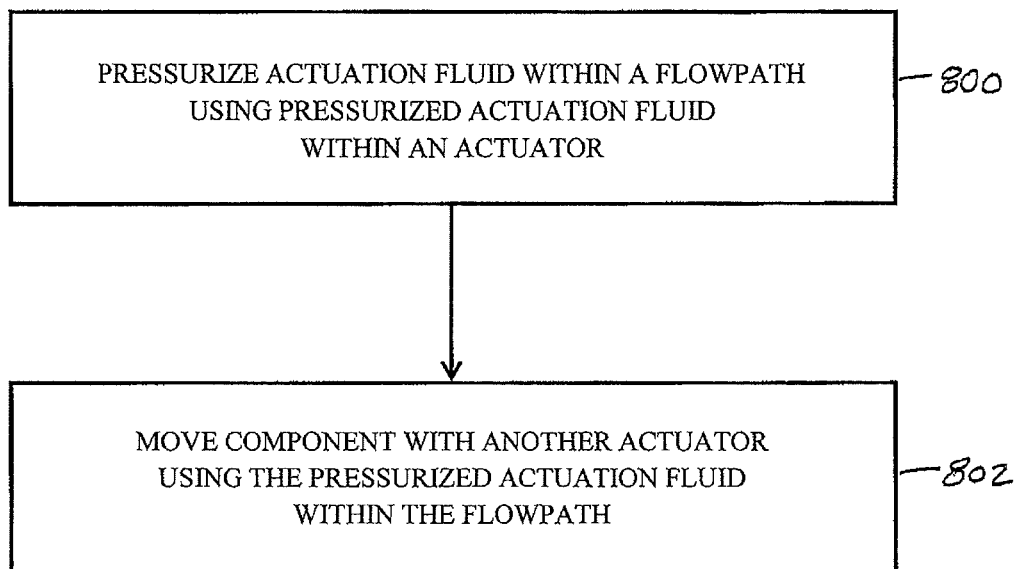 PRESSURIZE ACTUATION FLUID WITHIN A FLOWPATH
USING PRESSURIZED ACTUATION FLUID
WITHIN AN ACTUATOR
800
MOVE COMPONENT WITH ANOTHER ACTUATOR
USING THE PRESSURIZED ACTUATION FLUID
WITHIN THE FLOWPATH
802